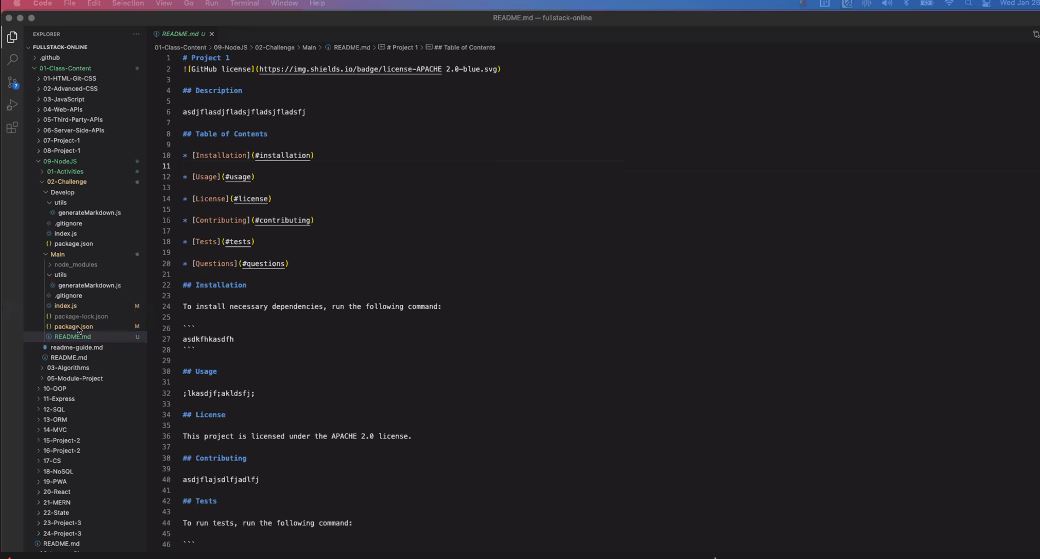 Code File Edit Selection View Go Run Terminal Window Help Wed Jan 26
README.md — fullstack-online
EXPLORER
FULLSTACK-ONLINE
.github
01-Class-Content
01-HTML-Git-CSS
02-Advanced-CSS
03-JavaScript
04-Web-APIs
05-Third-Party-APIs
06-Server-Side-APIs
07-Project-1
08-Project-1
09-NodeJS
01-Activities
02-Challenge
Develop
utils
generateMarkdown.js
.gitignore
index.js
package.json
Main
node_modules
utils
generateMarkdown.js
.gitignore
index.js M
package-lock.json
package.json M
README.md U
readme-guide.md
README.md
03-Algorithms
05-Module-Project
10-OOP
11-Express
12-SQL
13-ORM
14-MVC
15-Project-2
16-Project-2
17-CS
18-NoSQL
19-PWA
20-React
21-MERN
22-State
23-Project-3
24-Project-3
README.md
README.md U ×
01-Class-Content > 09-NodeJS > 02-Challenge > Main > README.md > # Project 1 > ## Table of Contents
1 # Project 1
2 ![GitHub license](https://img.shields.io/badge/license-APACHE 2.0-blue.svg)
3
4 ## Description
5
6 asdjflasdjfladsjfladsjfladsfj
7
8 ## Table of Contents
9
10 * [Installation](#installation)
11
12 * [Usage](#usage)
13
14 * [License](#license)
15
16 * [Contributing](#contributing)
17
18 * [Tests](#tests)
19
20 * [Questions](#questions)
21
22 ## Installation
23
24 To install necessary dependencies, run the following command:
25
26 ```
27 asdkfhkasdfh
28 ```
29
30 ## Usage
31
32 ;lkasdjf;akldsfj;
33
34 ## License
35
36 This project is licensed under the APACHE 2.0 license.
37
38 ## Contributing
39
40 asdjflajsdlfjadlfj
41
42 ## Tests
43
44 To run tests, run the following command:
45
46 ```